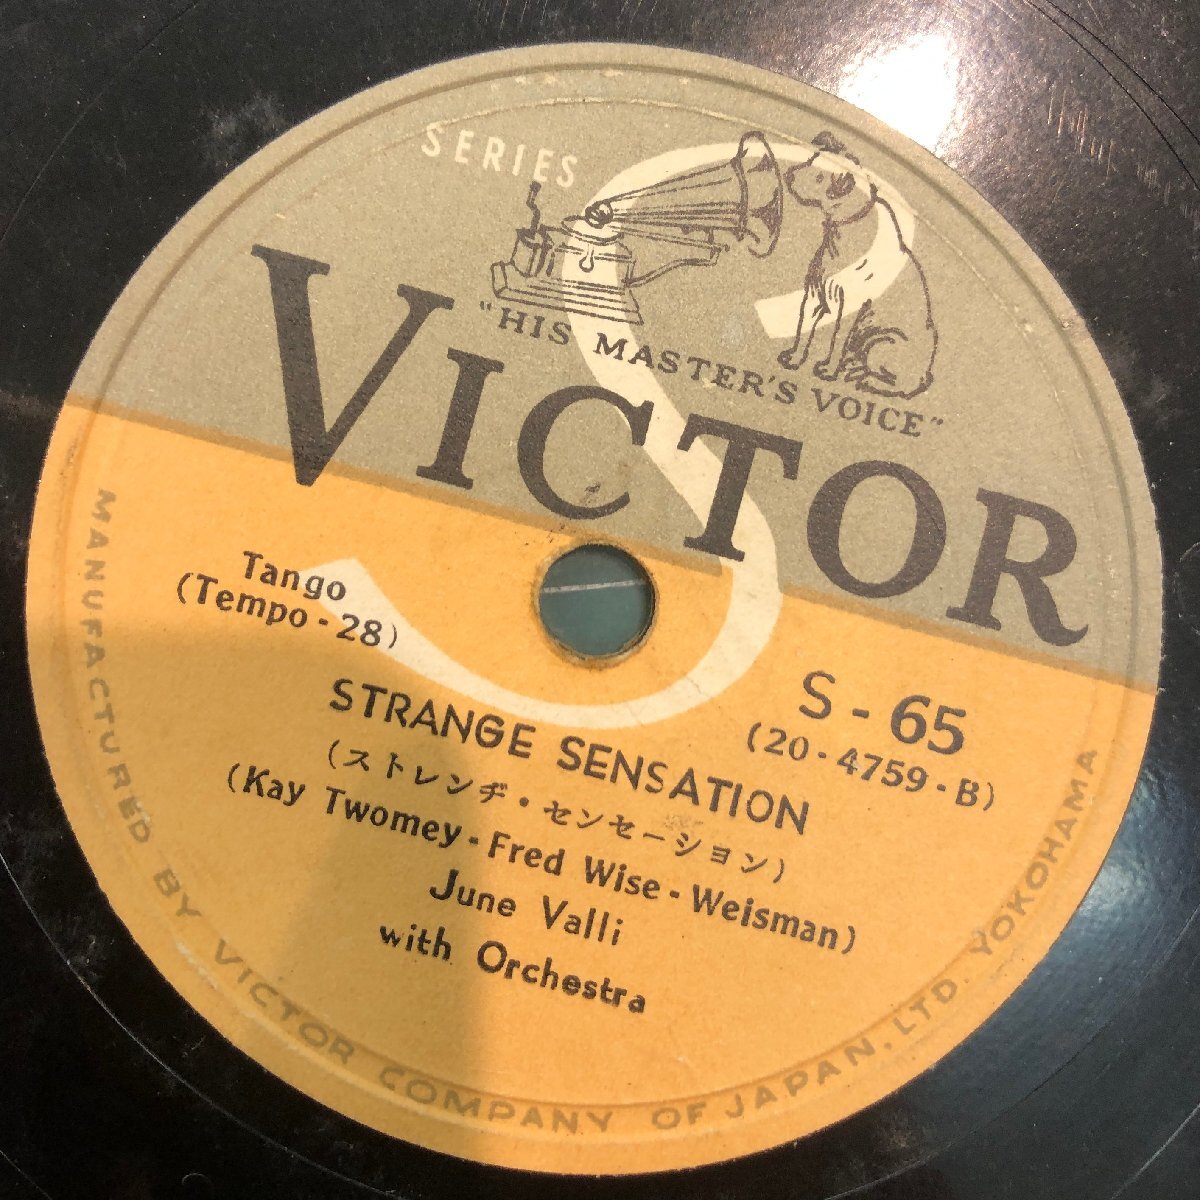 SERIES S
"HIS MASTER'S VOICE"
VICTOR
Tango
(Tempo - 28)
S - 65
(20 - 4759 - B)
STRANGE SENSATION
(ストレンヂ・センセーション)
(Kay Twomey - Fred Wise - Weisman)
June Valli
with Orchestra
MANUFACTURED BY VICTOR COMPANY OF JAPAN, LTD. YOKOHAMA